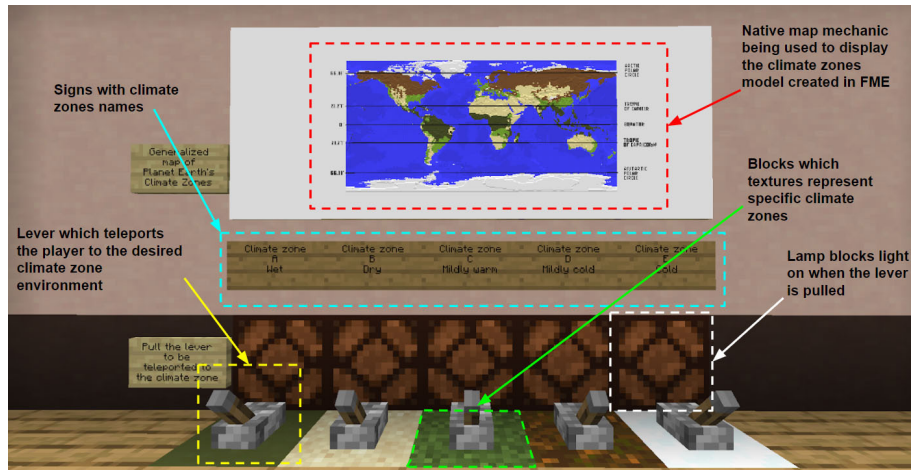 Native map mechanic
being used to display
the climate zones
model created in FME
Signs with climate
zones names
ARCTIC
POLAR
CIRCLE
TROPIC
OF CANCER
EQUATOR
TROPIC
OF CAPRICORN
ANTARCTIC
POLAR
CIRCLE
0
Generalized
map of
Planet Earth's
Climate Zones
Blocks which
textures represent
specific climate
zones
Lever which teleports
the player to the desired
climate zone
environment
Climate zone
A
Wet
Climate zone
B
Dry
Climate zone
C
Mildly warm
Climate zone
D
Mildly cold
Climate zone
E
Cold
Lamp blocks light
on when the lever
is pulled
Pull the lever
to be
teleported to
the climate zone